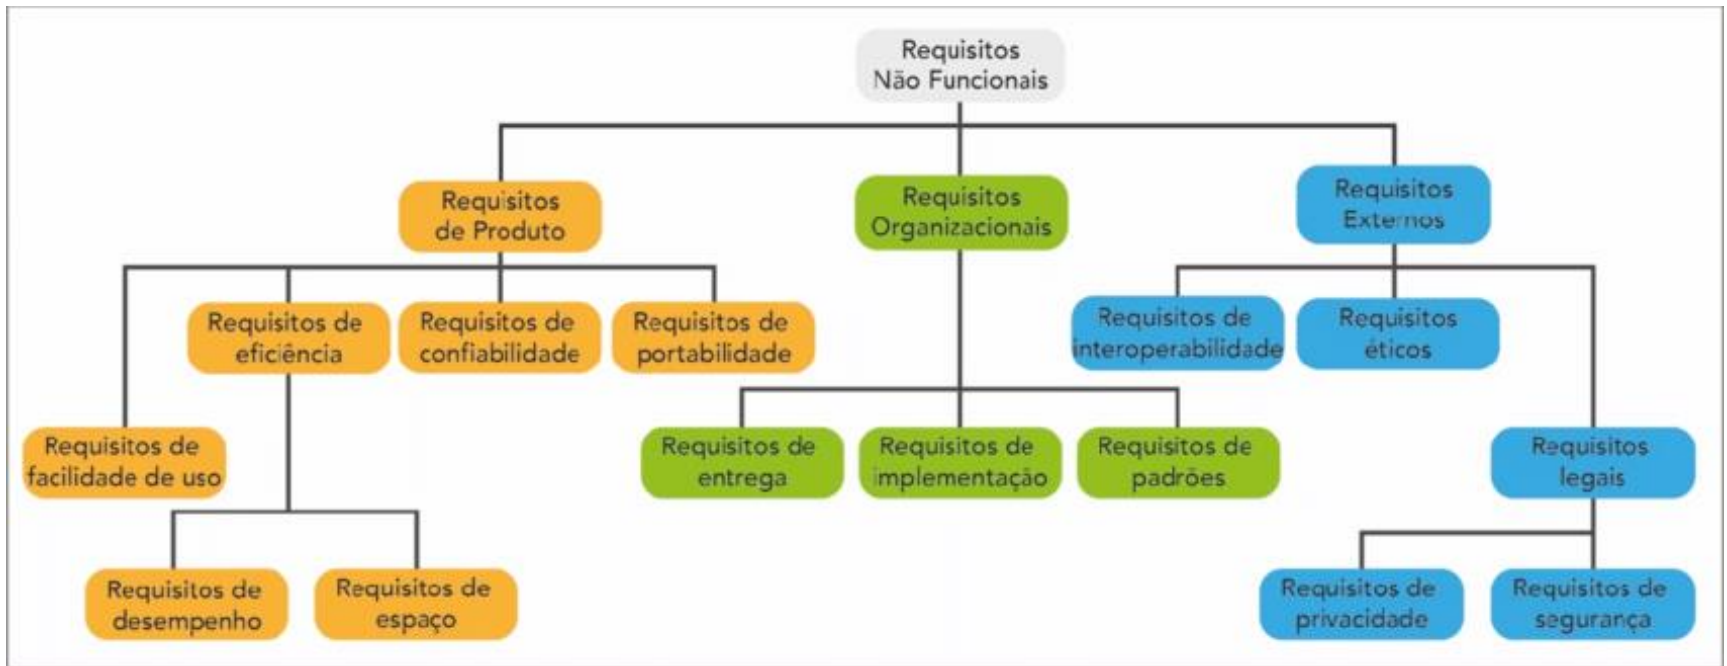 Requisitos
Não Funcionais
Requisitos
de Produto
Requisitos
Organizacionais
Requisitos
Externos
Requisitos de
eficiência
Requisitos de
confiabilidade
Requisitos de
portabilidade
Requisitos de
interoperabilidade
Requisitos
éticos
Requisitos de
facilidade de uso
Requisitos de
entrega
Requisitos de
implementação
Requisitos de
padrões
Requisitos
legais
Requisitos de
desempenho
Requisitos de
espaço
Requisitos de
privacidade
Requisitos de
segurança